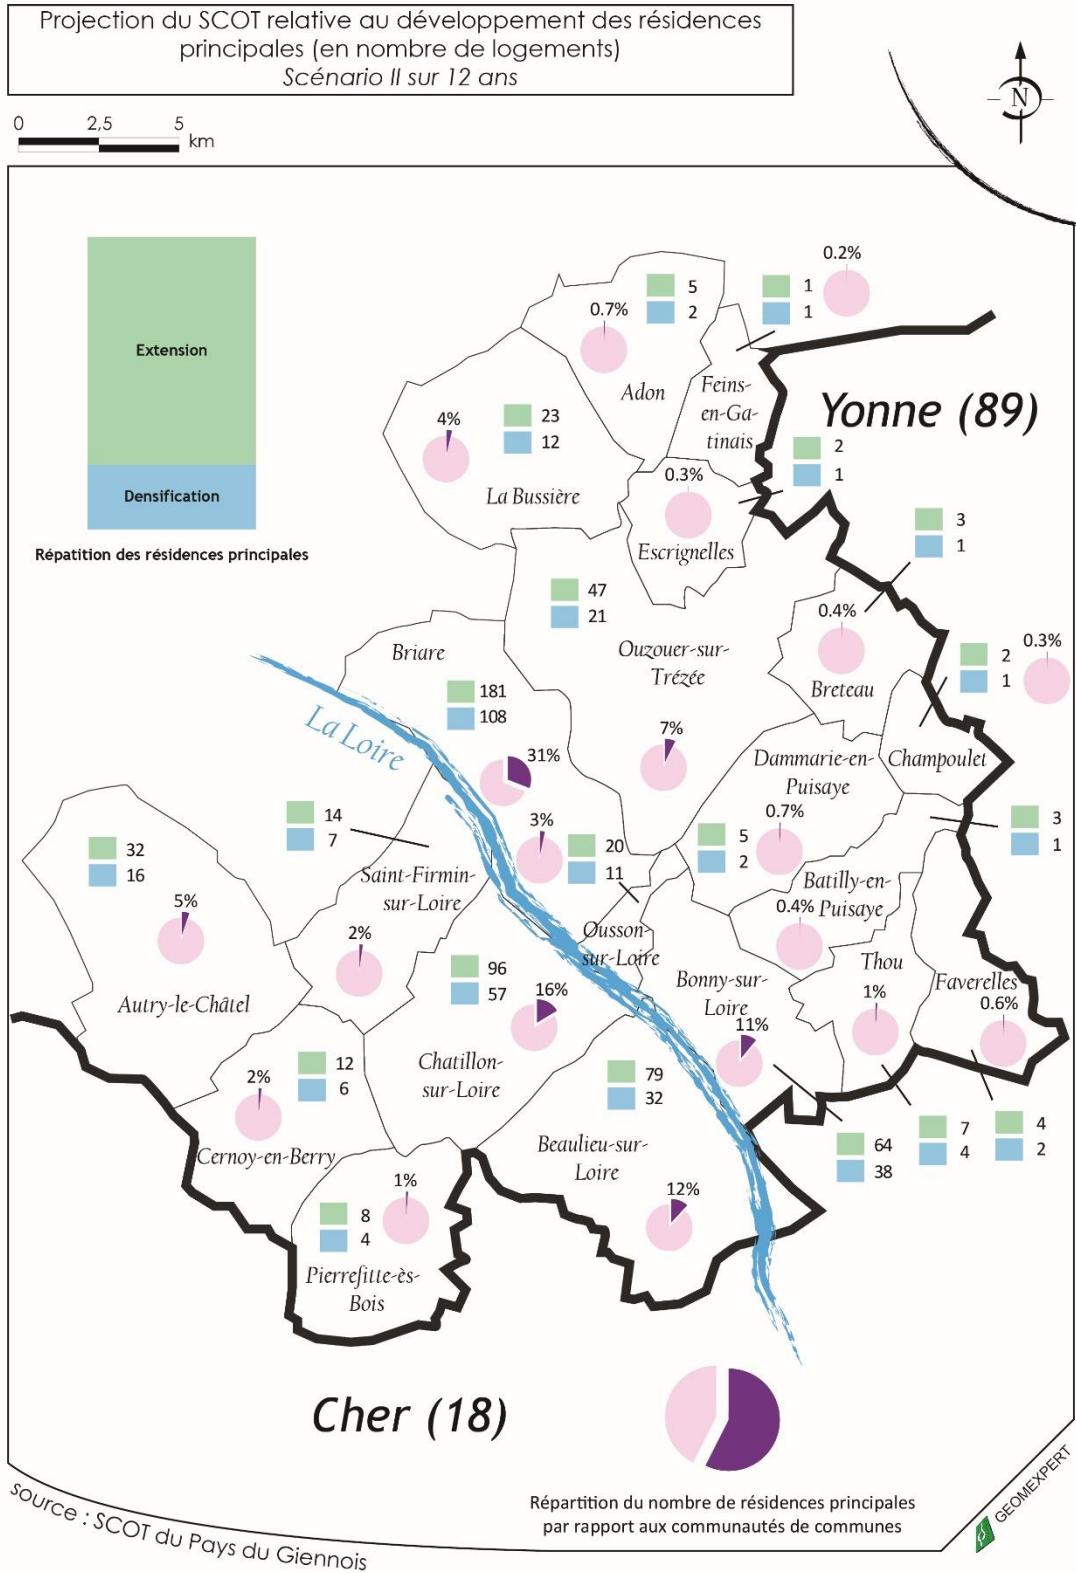 Projection du SCOT relative au développement des résidences
principales (en nombre de logements)
Scénario II sur 12 ans
0 2,5 5
km
N
Extension
Densification
Répatition des résidences principales
0.2%
1
1
5
2
0.7%
Adon
Feins-
en-Ga-
tinais
Yonne (89)
4%
23
12
La Bussière
2
1
0.3%
Escrignelles
3
1
47
21
Ouzouer-sur-
Trézée
7%
0.4%
Breteau
2
1
0.3%
Champoulet
Briare
181
108
31%
La Loire
Dammarie-en-
Puisaye
0.7%
5
2
3
1
14
7
3%
20
11
32
16
5%
Autry-le-Châtel
Saint-Firmin-
sur-Loire
2%
Batilly-en-
Puisaye
0.4%
Ousson-
sur-Loire
96
57
16%
Chatillon-
sur-Loire
Bonny-sur-
Loire
11%
Thou
1%
Faverelles
0.6%
12
6
2%
Cernoy-en-Berry
79
32
Beaulieu-sur-
Loire
12%
64
38
7
4
4
2
1%
8
4
Pierrefitte-ès-
Bois
Cher (18)
Répartition du nombre de résidences principales
par rapport aux communautés de communes
source : SCOT du Pays du Giennois
GEOMEXPERT